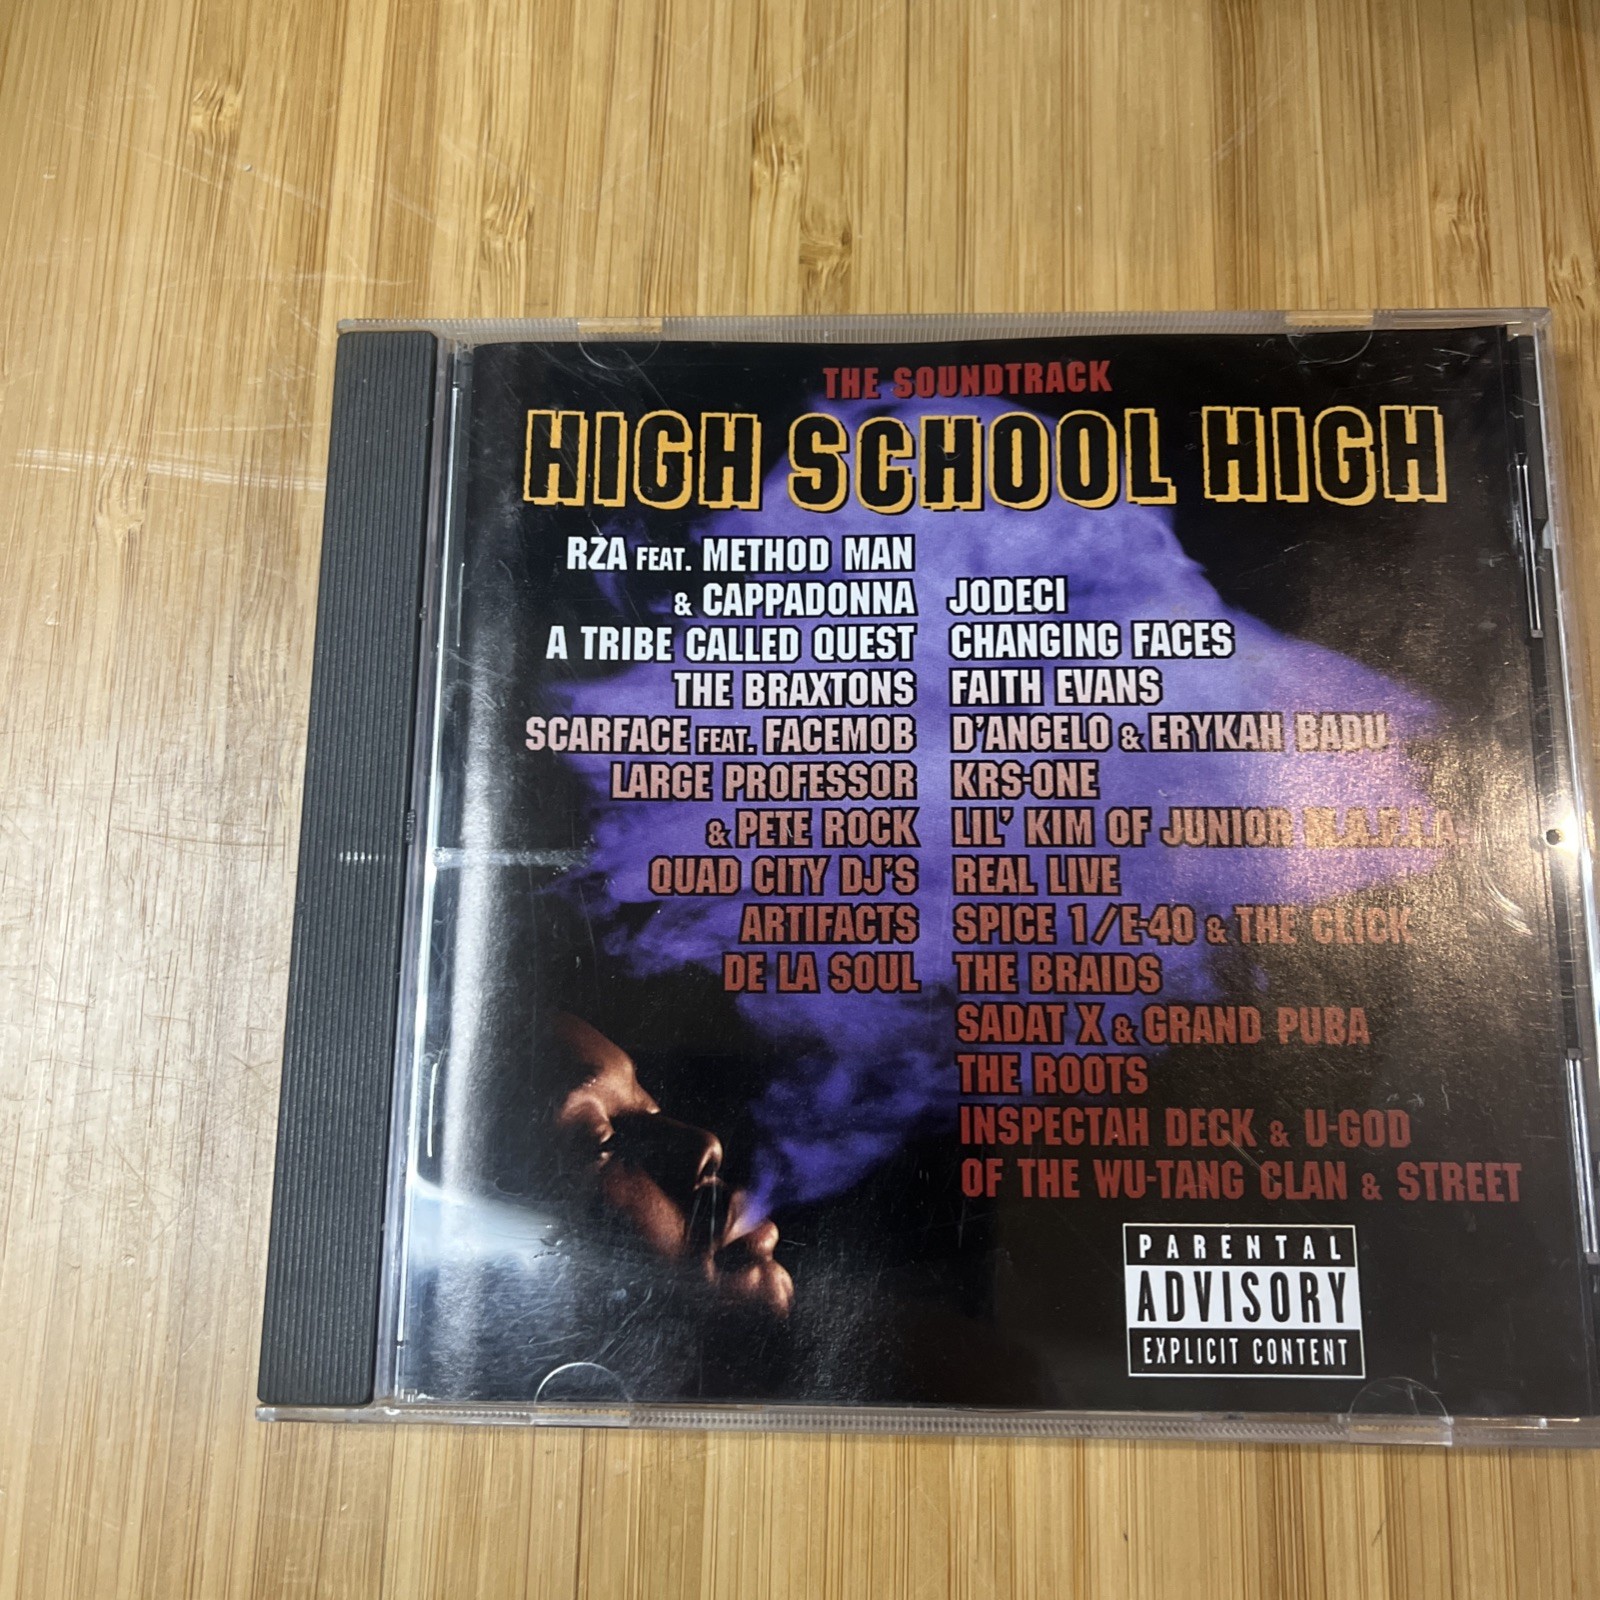 THE SOUNDTRACK
HIGH SCHOOL HIGH
RZA FEAT. METHOD MAN
& CAPPADONNA
A TRIBE CALLED QUEST
THE BRAXTONS
SCARFACE FEAT. FACEMOB
LARGE PROFESSOR
& PETE ROCK
QUAD CITY DJ'S
ARTIFACTS
DE LA SOUL
JODECI
CHANGING FACES
FAITH EVANS
D'ANGELO & ERYKAH BADU
KRS-ONE
LIL' KIM OF JUNIOR M.A.F.I.A.
REAL LIVE
SPICE 1/E-40 & THE CLICK
THE BRAIDS
SADAT X & GRAND PUBA
THE ROOTS
INSPECTAH DECK & U-GOD
OF THE WU-TANG CLAN & STREET
PARENTAL
ADVISORY
EXPLICIT CONTENT